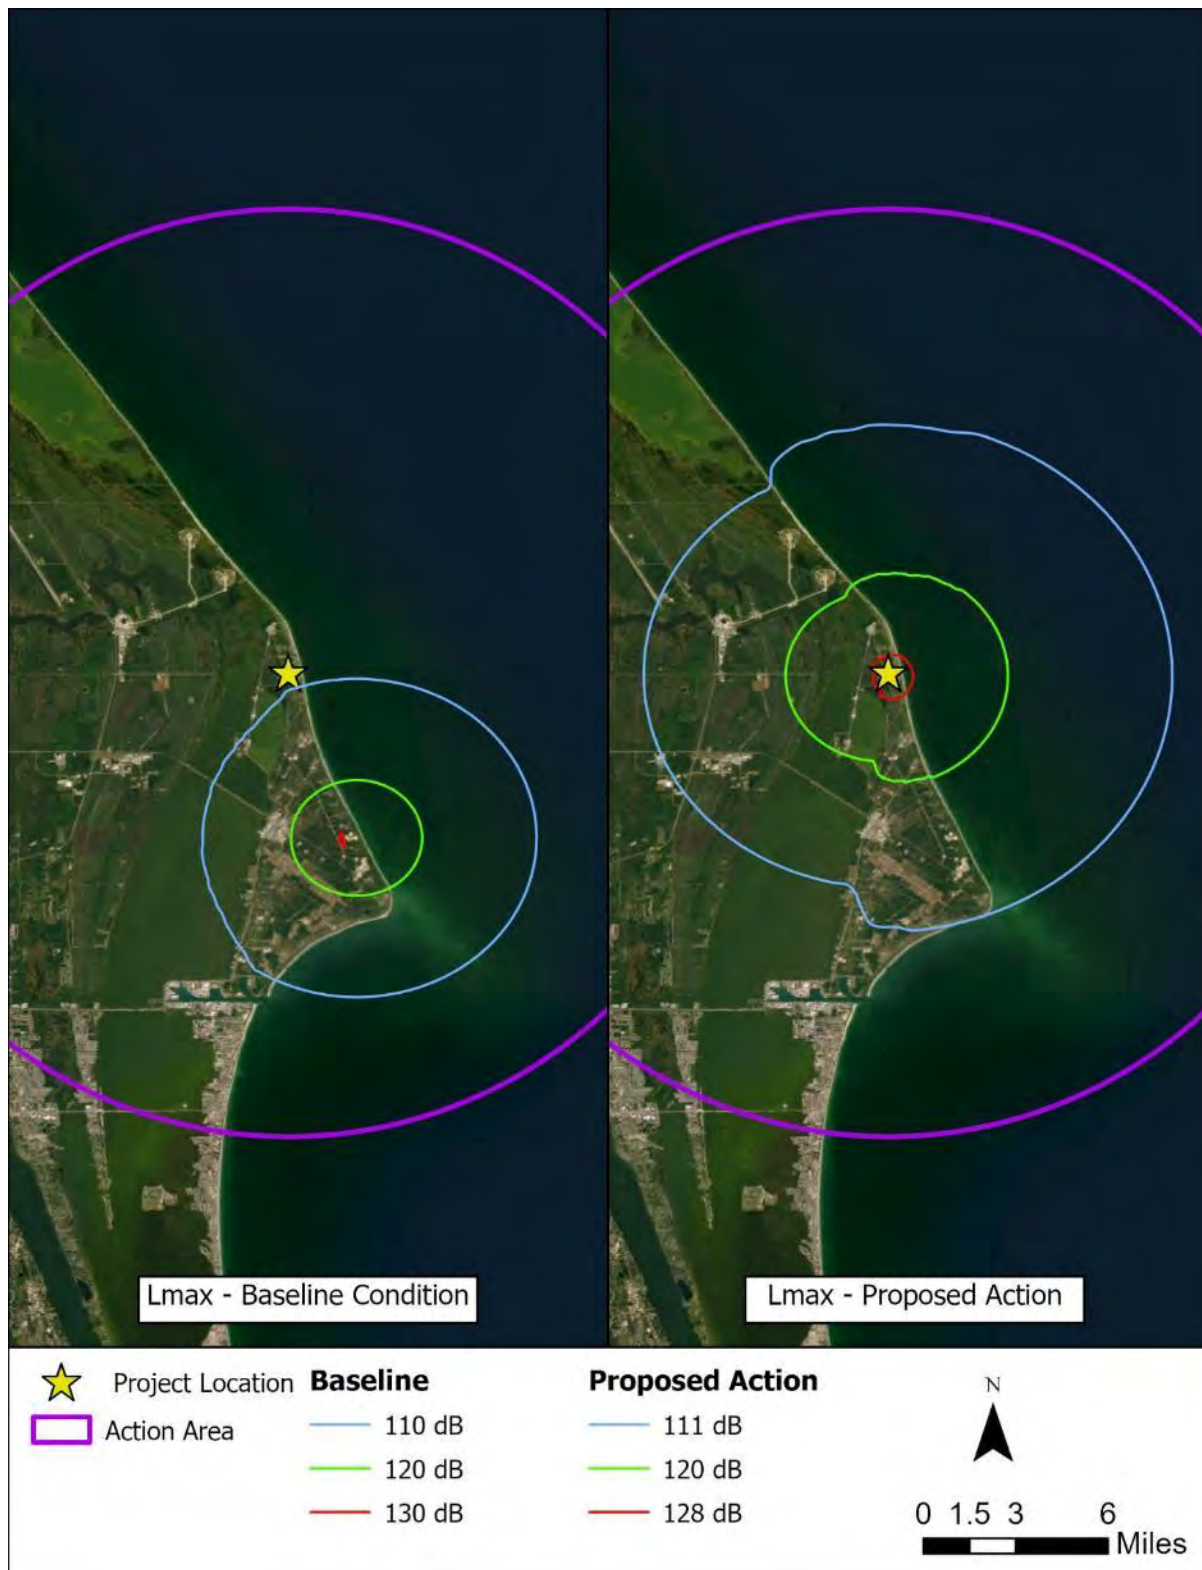 Lmax - Baseline Condition
Lmax - Proposed Action
Project Location
Action Area
Baseline
110 dB
120 dB
130 dB
Proposed Action
111 dB
120 dB
128 dB
N
0 1.5 3 6
Miles